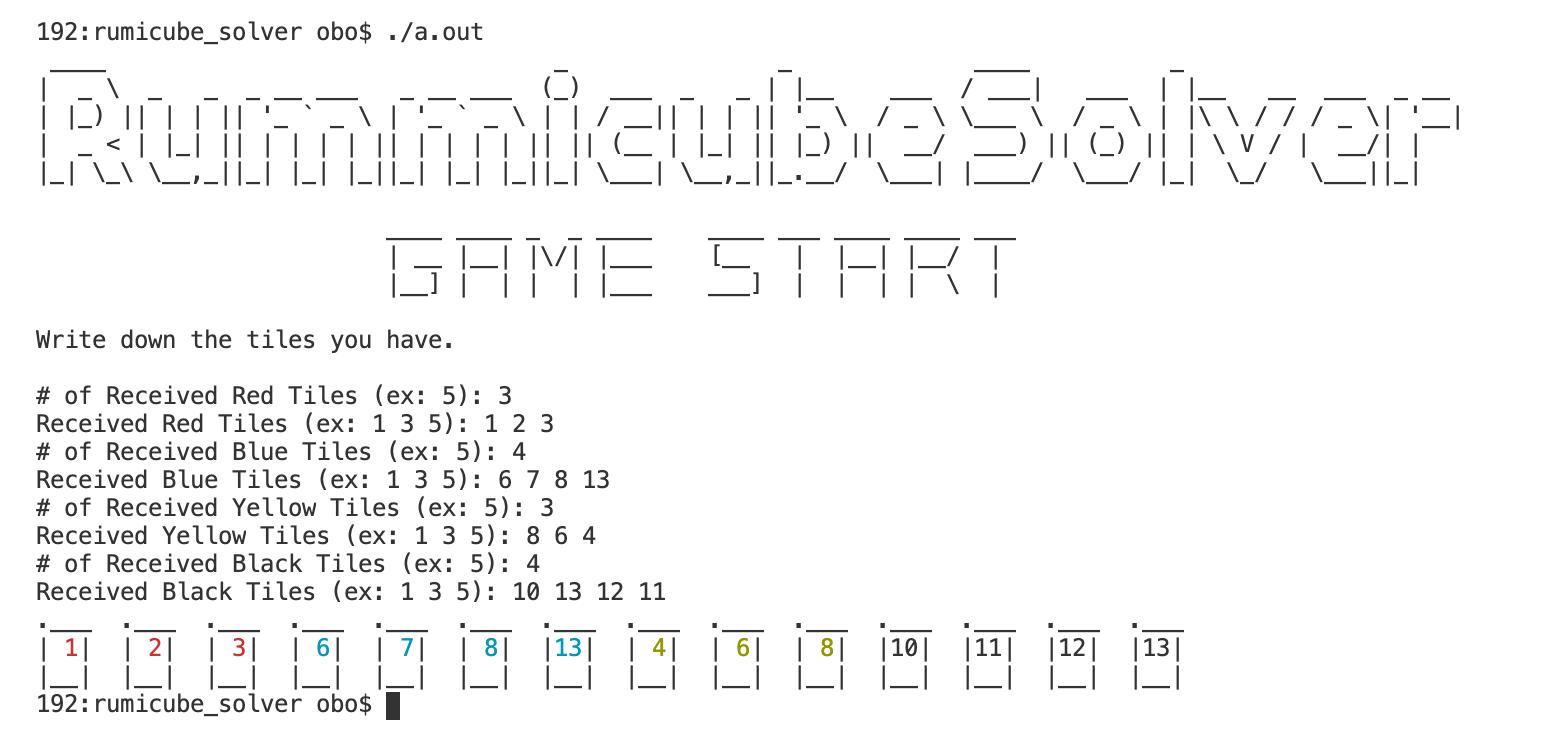 192:rumicube_solver obo$ ./a.out
RummicubeSolver
GAME START
Write down the tiles you have.
# of Received Red Tiles (ex: 5): 3
Received Red Tiles (ex: 1 3 5): 1 2 3
# of Received Blue Tiles (ex: 5): 4
Received Blue Tiles (ex: 1 3 5): 6 7 8 13
# of Received Yellow Tiles (ex: 5): 3
Received Yellow Tiles (ex: 1 3 5): 8 6 4
# of Received Black Tiles (ex: 5): 4
Received Black Tiles (ex: 1 3 5): 10 13 12 11
1 2 3 6 7 8 13 4 6 8 10 11 12 13
192:rumicube_solver obo$